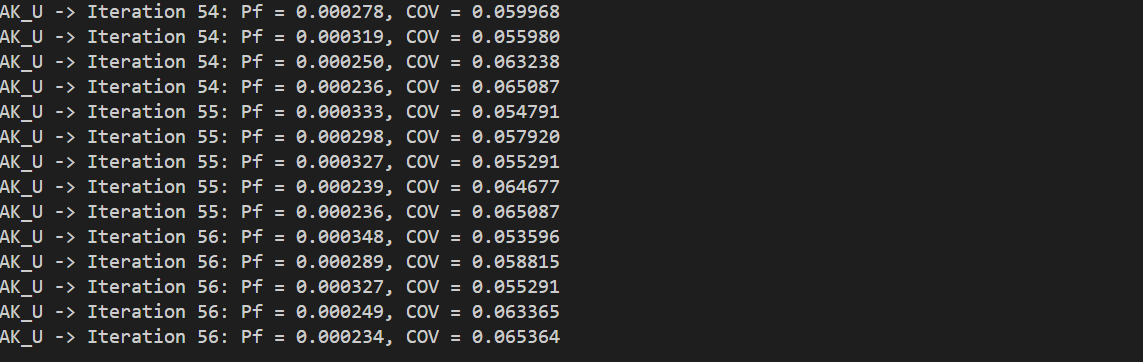 AK_U -> Iteration 54: Pf = 0.000278, COV = 0.059968
AK_U -> Iteration 54: Pf = 0.000319, COV = 0.055980
AK_U -> Iteration 54: Pf = 0.000250, COV = 0.063238
AK_U -> Iteration 54: Pf = 0.000236, COV = 0.065087
AK_U -> Iteration 55: Pf = 0.000333, COV = 0.054791
AK_U -> Iteration 55: Pf = 0.000298, COV = 0.057920
AK_U -> Iteration 55: Pf = 0.000327, COV = 0.055291
AK_U -> Iteration 55: Pf = 0.000239, COV = 0.064677
AK_U -> Iteration 55: Pf = 0.000236, COV = 0.065087
AK_U -> Iteration 56: Pf = 0.000348, COV = 0.053596
AK_U -> Iteration 56: Pf = 0.000289, COV = 0.058815
AK_U -> Iteration 56: Pf = 0.000327, COV = 0.055291
AK_U -> Iteration 56: Pf = 0.000249, COV = 0.063365
AK_U -> Iteration 56: Pf = 0.000234, COV = 0.065364